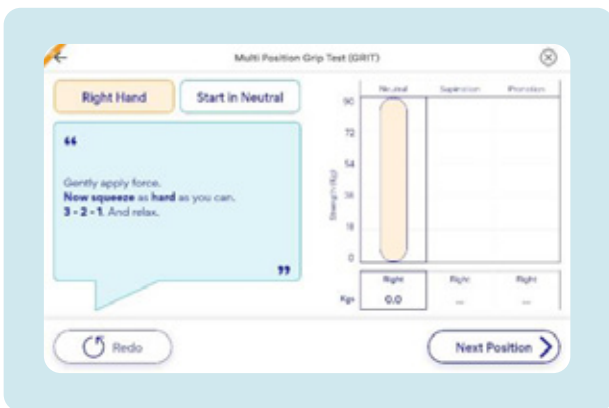 Multi Position Grip Test (GRIT)
Right Hand
Start in Neutral
“
Gently apply force.
Now squeeze as hard as you can.
3 - 2 - 1. And relax.
”
Neutral Supination Pronation
Strength (Kg)
90
72
54
36
18
0
Right Right Right
Kgs 0.0 -- --
Redo
Next Position